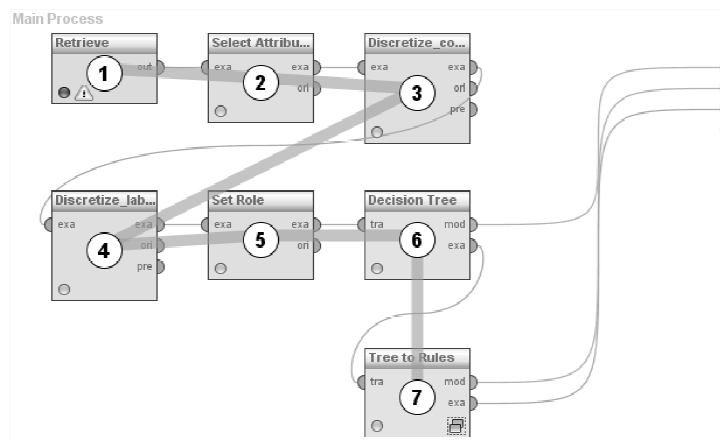 Main Process
Retrieve
out
1
Select Attribu...
exa exa
ori
2
Discretize_co...
exa exa
ori
pre
3
Discretize_lab...
exa exa
ori
pre
4
Set Role
exa exa
ori
5
Decision Tree
tra mod
exa
6
Tree to Rules
tra mod
exa
7